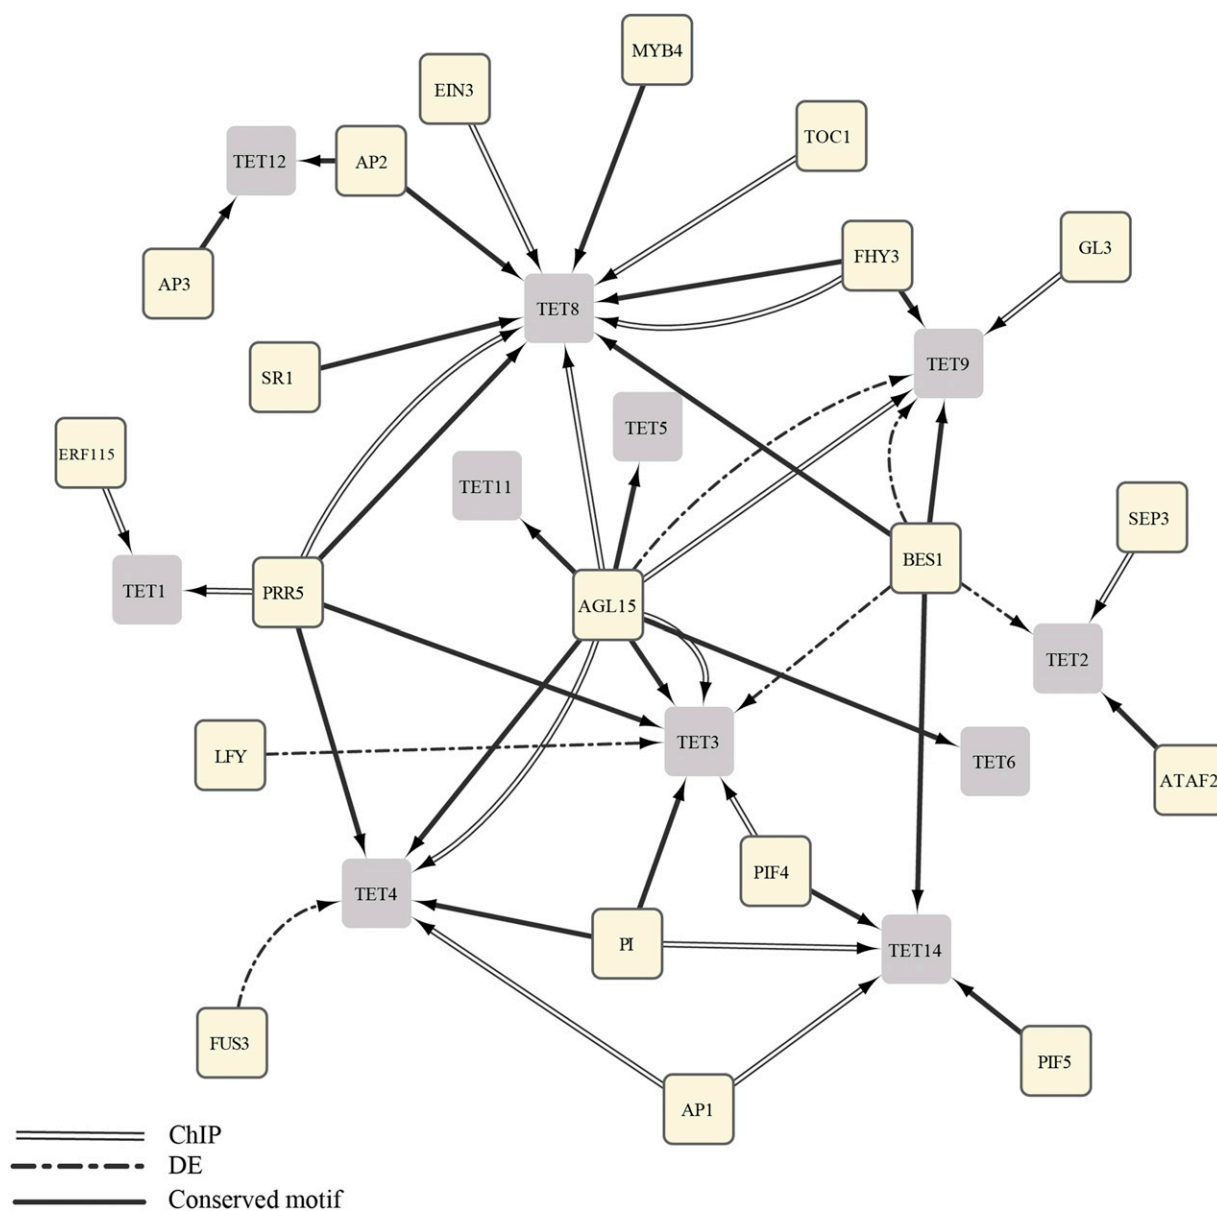 MYB4
EIN3
TOC1
TET12
AP2
FHY3
GL3
AP3
TET8
TET9
SR1
TET5
ERF115
TET11
SEP3
BES1
TET1
PRR5
AGL15
TET2
LFY
TET3
TET6
ATAF2
PIF4
TET4
PI
TET14
FUS3
PIF5
AP1
ChIP
DE
Conserved motif